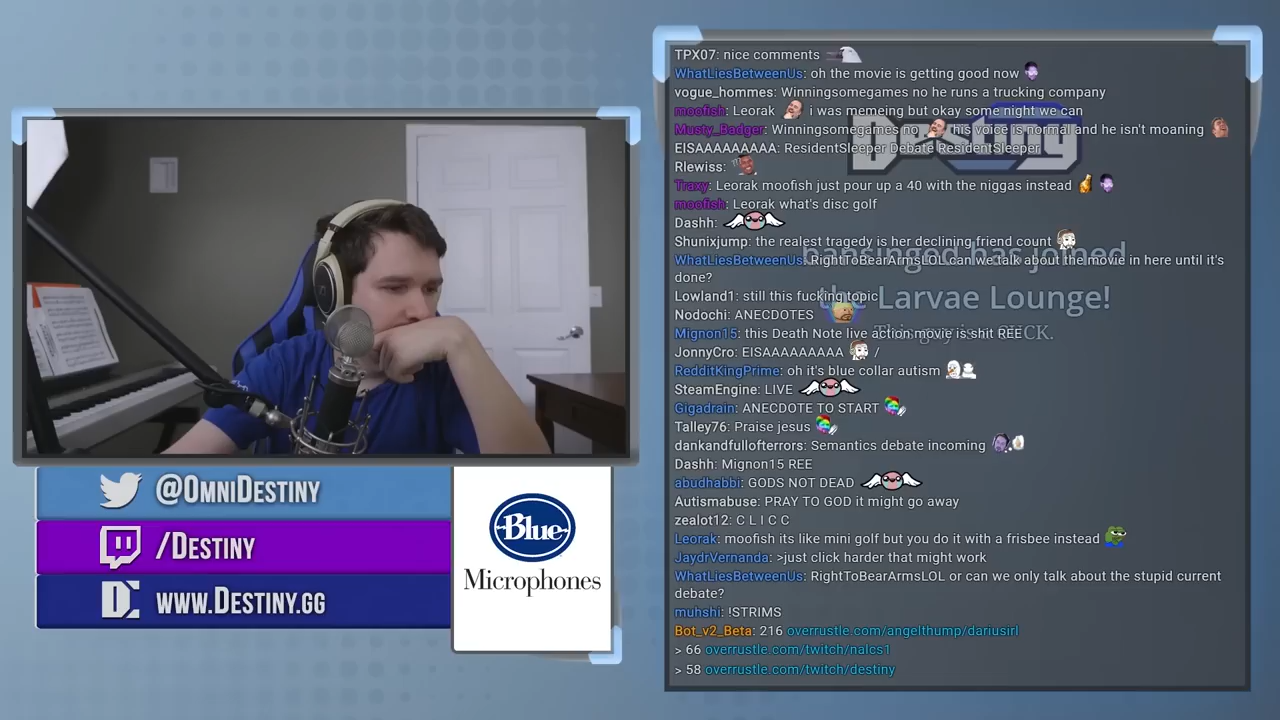 TPX07: nice comments
WhatLiesBetweenUs: oh the movie is getting good now
vogue_hommes: Winningsomegames no he runs a trucking company
moofish: Leorak i was memeing but okay some night we can
Musty_Badger: Winningsomegames no his voice is normal and he isn't moaning
EISAAAAAAAAA: ResidentSleeper Debate ResidentSleeper
Destiny
Rlewiss:
Traxy: Leorak moofish just pour up a 40 with the niggas instead
moofish: Leorak what's disc golf
Dashh:
Shunixjump: the realest tragedy is her declining friend count
bansingod has joined
WhatLiesBetweenUs: RightToBearArmsLOL can we talk about the movie in here until it's
done?
the Larvae Lounge!
Lowland1: still this fucking topic
Nodochi: ANECDOTES
Mignon15: this Death Note live action movie is shit REE
JonnyCro: EISAAAAAAAAA /
RedditKingPrime: oh it's blue collar autism
SteamEngine: LIVE
Gigadrain: ANECDOTE TO START
Talley76: Praise jesus
dankandfullofterrors: Semantics debate incoming
Dashh: Mignon15 REE
abudhabbi: GODS NOT DEAD
Autismabuse: PRAY TO GOD it might go away
zealot12: C L I C C
Leorak: moofish its like mini golf but you do it with a frisbee instead
JaydrVernanda: >just click harder that might work
WhatLiesBetweenUs: RightToBearArmsLOL or can we only talk about the stupid current
debate?
muhshi: !STRIMS
Bot_v2_Beta: 216 overrustle.com/angelthump/dariusirl
> 66 overrustle.com/twitch/nalcs1
> 58 overrustle.com/twitch/destiny
@OmniDestiny
/Destiny
www.Destiny.gg
Blue
Microphones